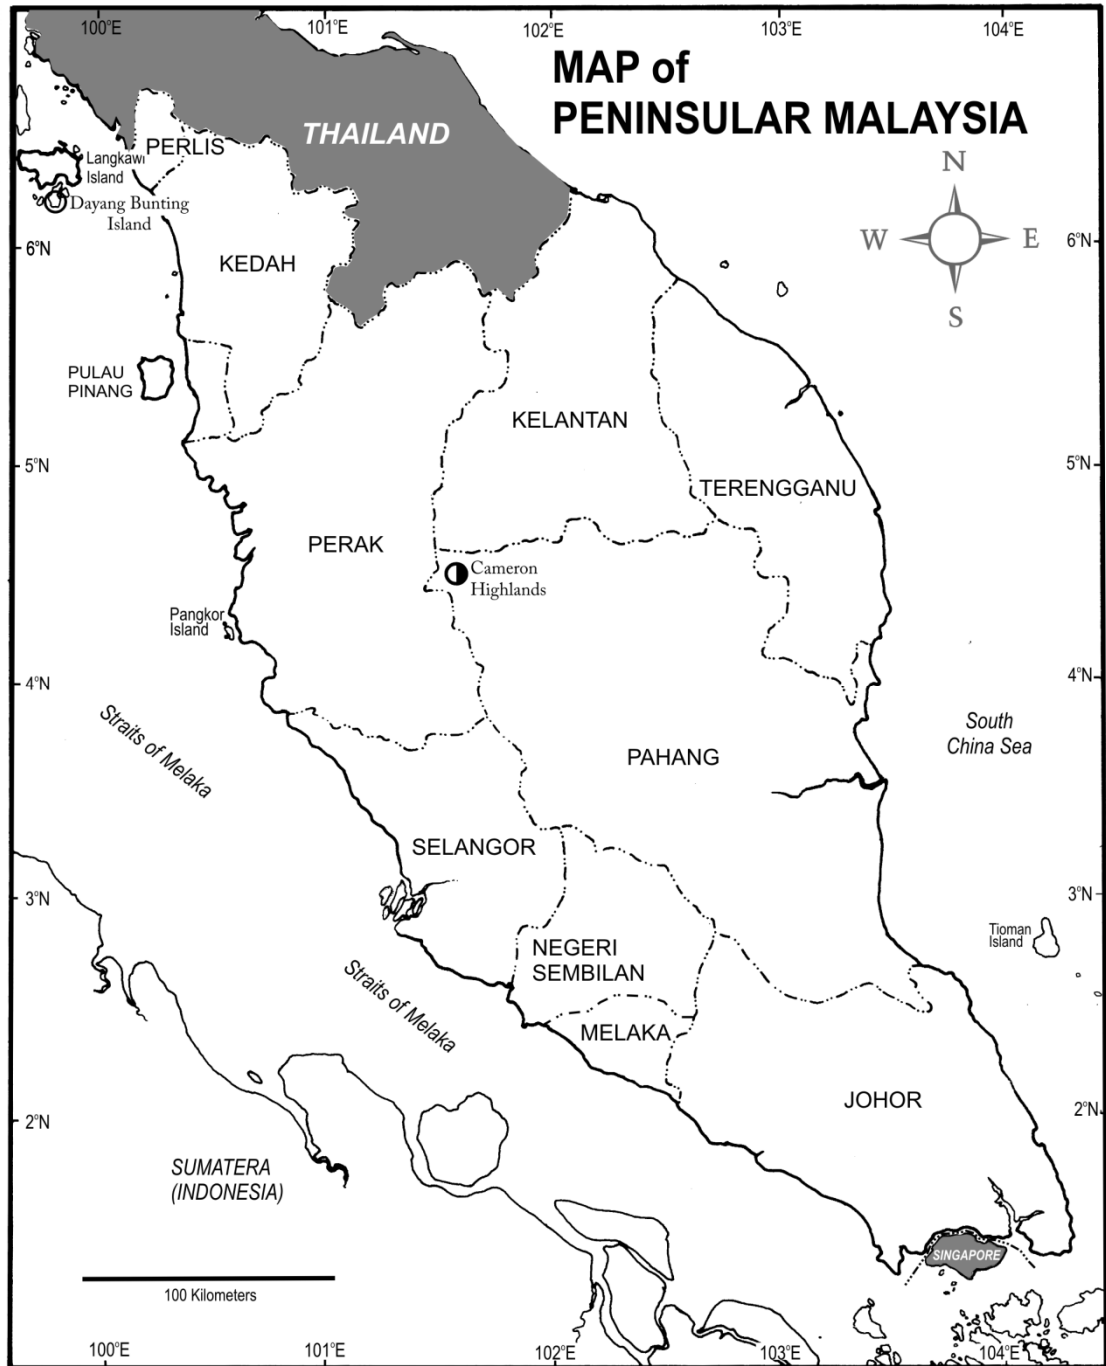 100°E
101°E
102°E
103°E
104°E
MAP of
PENINSULAR MALAYSIA
THAILAND
PERLIS
Langkawi
Island
Dayang Bunting
Island
N
W
E
S
6°N
6°N
KEDAH
PULAU
PINANG
KELANTAN
5°N
5°N
TERENGGANU
PERAK
Cameron
Highlands
Pangkor
Island
4°N
4°N
Straits of Melaka
South
China Sea
PAHANG
SELANGOR
3°N
3°N
Tioman
Island
NEGERI
SEMBILAN
Straits of Melaka
MELAKA
JOHOR
2°N
2°N
SUMATERA
(INDONESIA)
SINGAPORE
100 Kilometers
100°E
101°E
102°E
103°E
104°E